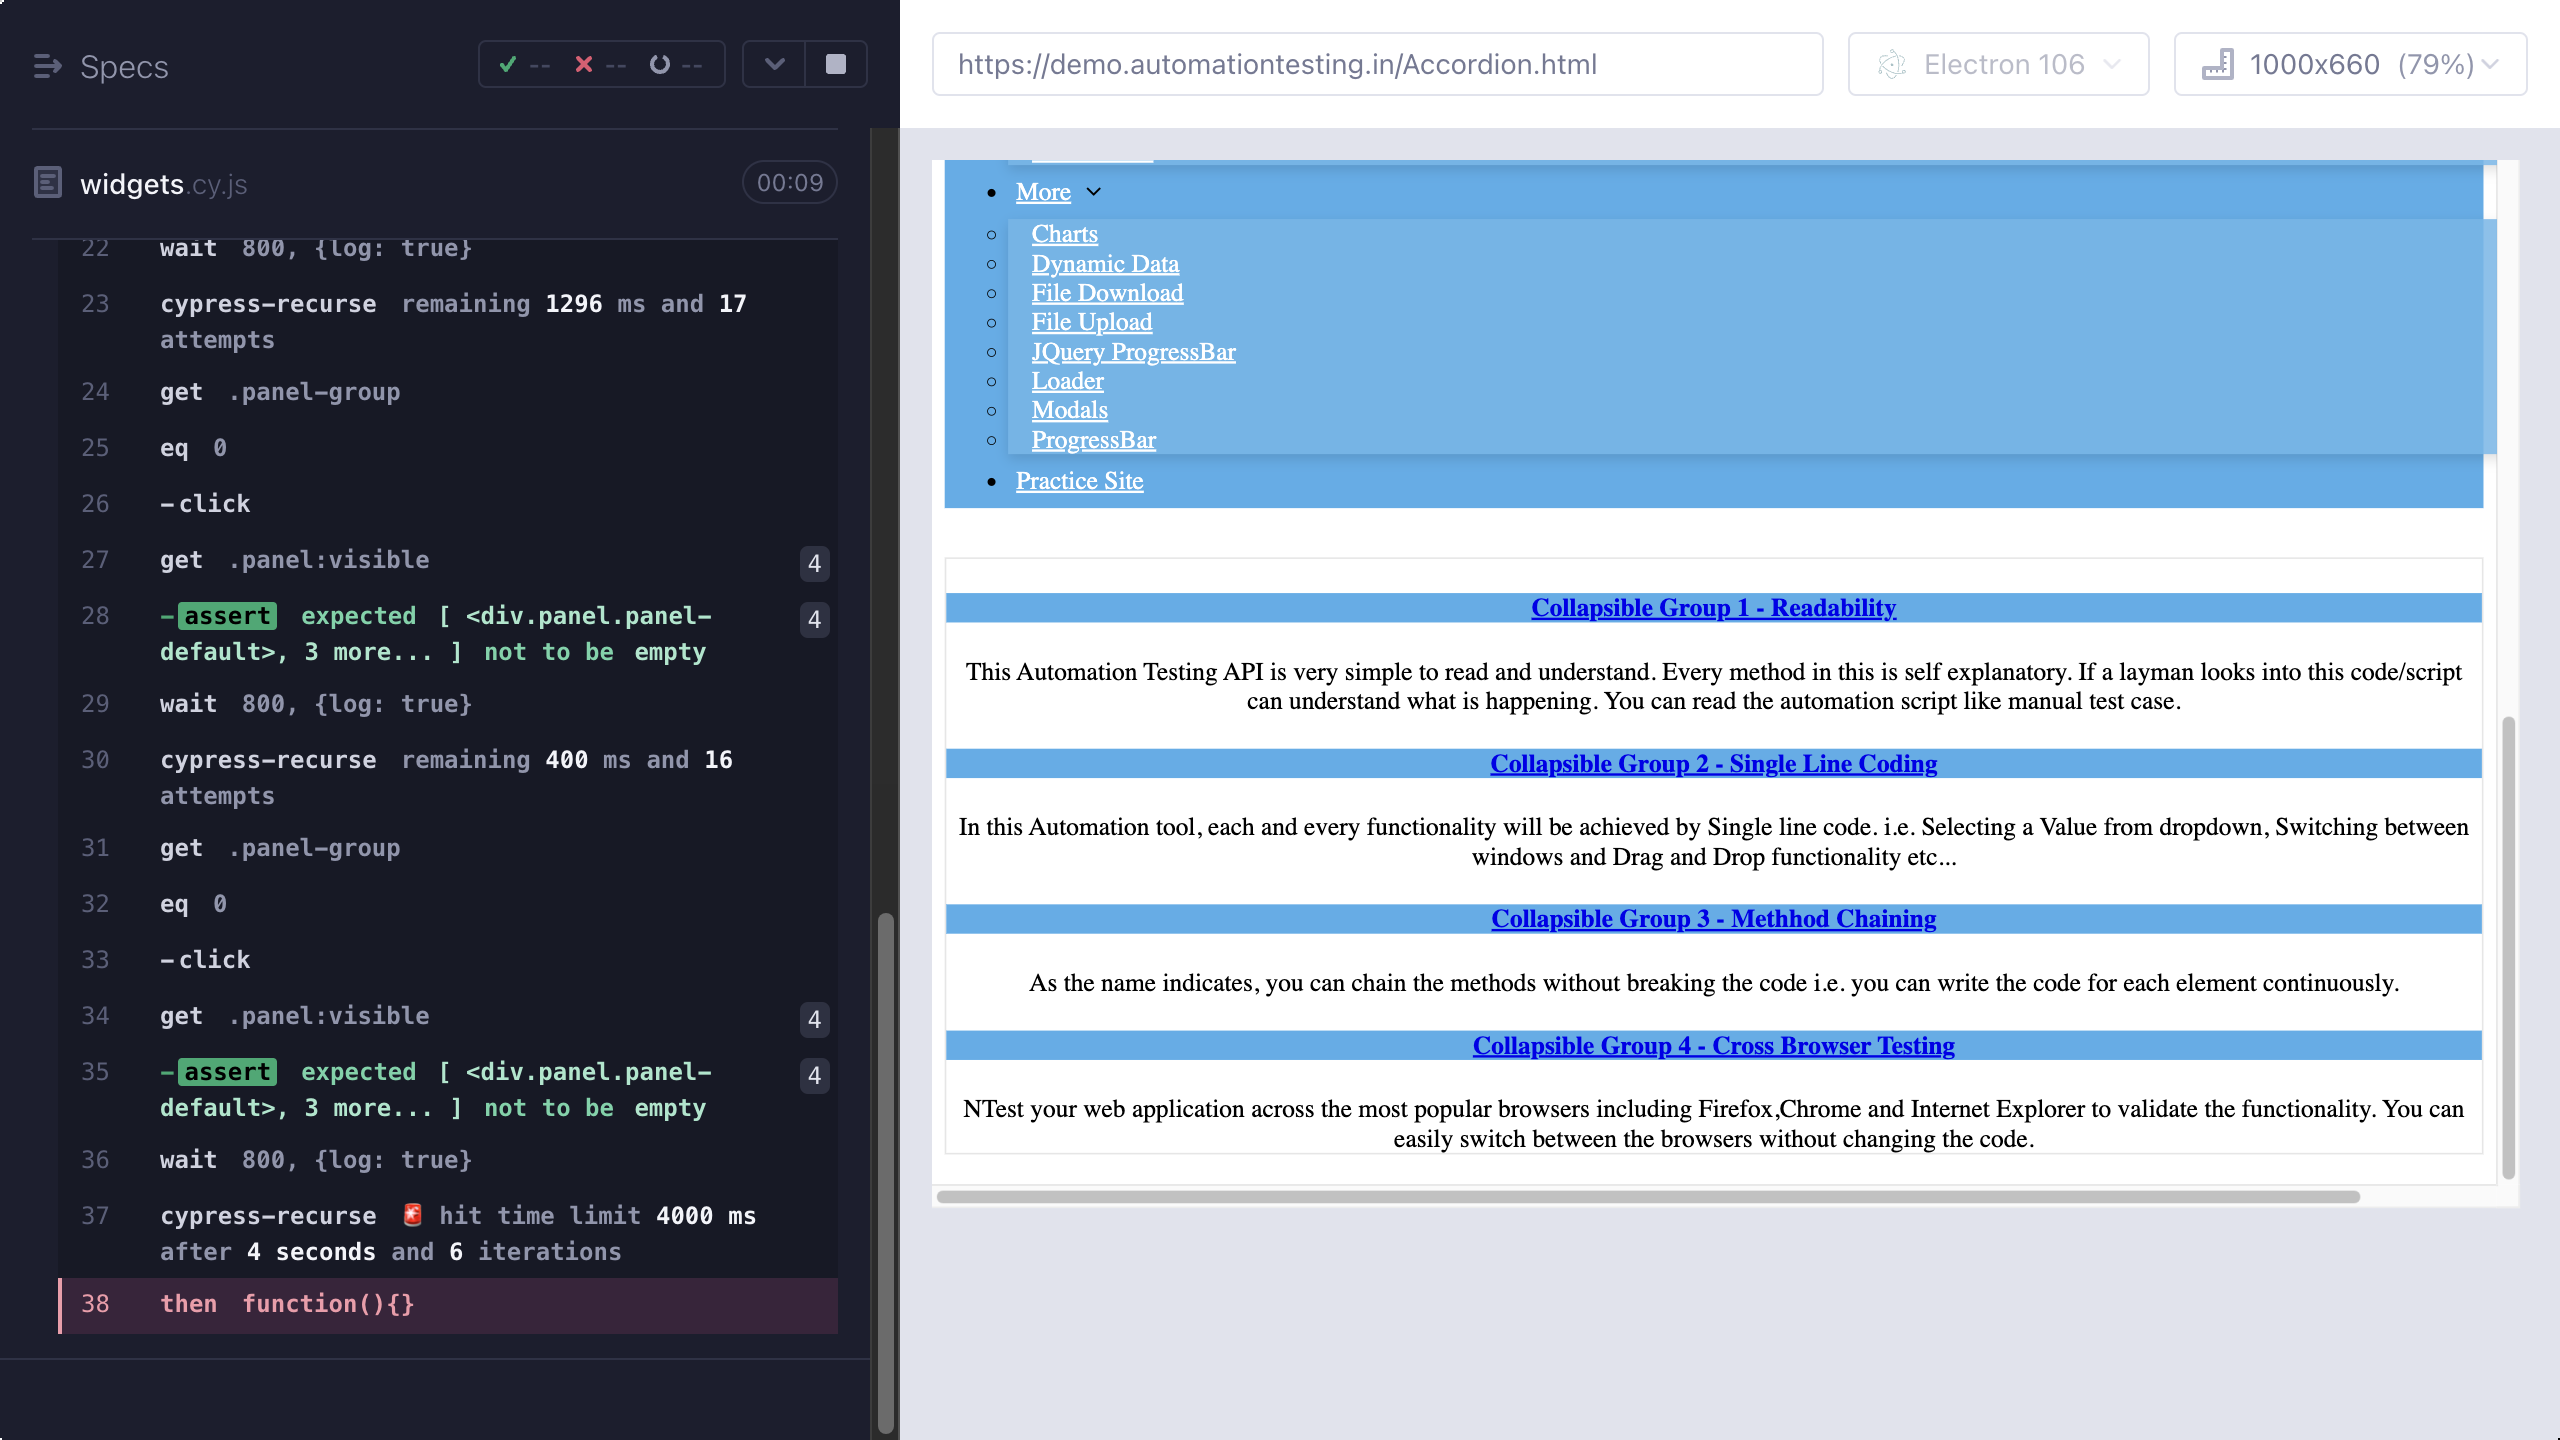 Specs
-- -- --
widgets.cy.js
00:09
22 wait 800, {log: true}
23 cypress-recurse remaining 1296 ms and 17
attempts
24 get .panel-group
25 eq 0
26 -click
27 get .panel:visible 4
28 -assert expected [ <div.panel.panel-
default>, 3 more... ] not to be empty
4
29 wait 800, {log: true}
30 cypress-recurse remaining 400 ms and 16
attempts
31 get .panel-group
32 eq 0
33 -click
34 get .panel:visible 4
35 -assert expected [ <div.panel.panel-
default>, 3 more... ] not to be empty
4
36 wait 800, {log: true}
37 cypress-recurse 🚨 hit time limit 4000 ms
after 4 seconds and 6 iterations
38 then function(){}
https://demo.automationtesting.in/Accordion.html
Electron 106
1000x660 (79%)
More
Charts
Dynamic Data
File Download
File Upload
JQuery ProgressBar
Loader
Modals
ProgressBar
Practice Site
Collapsible Group 1 - Readability
This Automation Testing API is very simple to read and understand. Every method in this is self explanatory. If a layman looks into this code/script
can understand what is happening. You can read the automation script like manual test case.
Collapsible Group 2 - Single Line Coding
In this Automation tool, each and every functionality will be achieved by Single line code. i.e. Selecting a Value from dropdown, Switching between
windows and Drag and Drop functionality etc...
Collapsible Group 3 - Methhod Chaining
As the name indicates, you can chain the methods without breaking the code i.e. you can write the code for each element continuously.
Collapsible Group 4 - Cross Browser Testing
NTest your web application across the most popular browsers including Firefox,Chrome and Internet Explorer to validate the functionality. You can
easily switch between the browsers without changing the code.